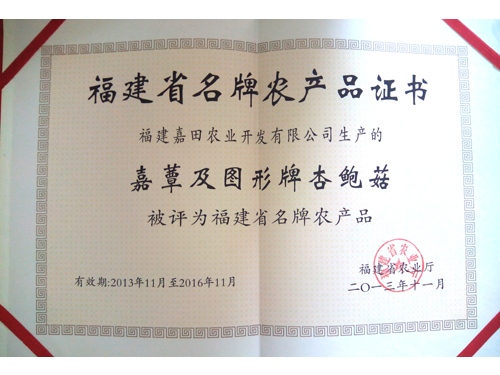 福建省名牌农产品证书
福建嘉田农业开发有限公司生产的
嘉蕈及图形牌杏鲍菇
被评为福建省名牌农产品
福建省农业厅
有效期:2013年11月至2016年11月
二〇一三年十一月